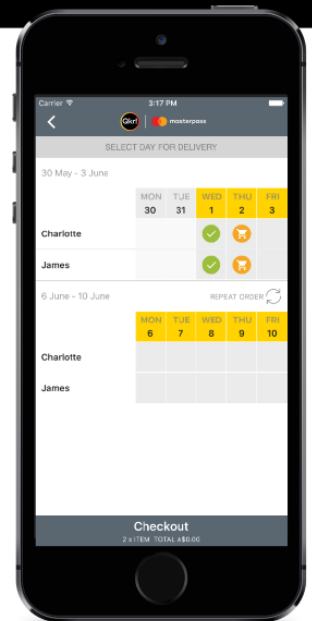 Carrier 3:17 PM
Qkr! masterpass
SELECT DAY FOR DELIVERY
30 May - 3 June
MON TUE WED THU FRI
30 31 1 2 3
Charlotte
James
6 June - 10 June REPEAT ORDER
MON TUE WED THU FRI
6 7 8 9 10
Charlotte
James
Checkout
2 x ITEM TOTAL A$0.00